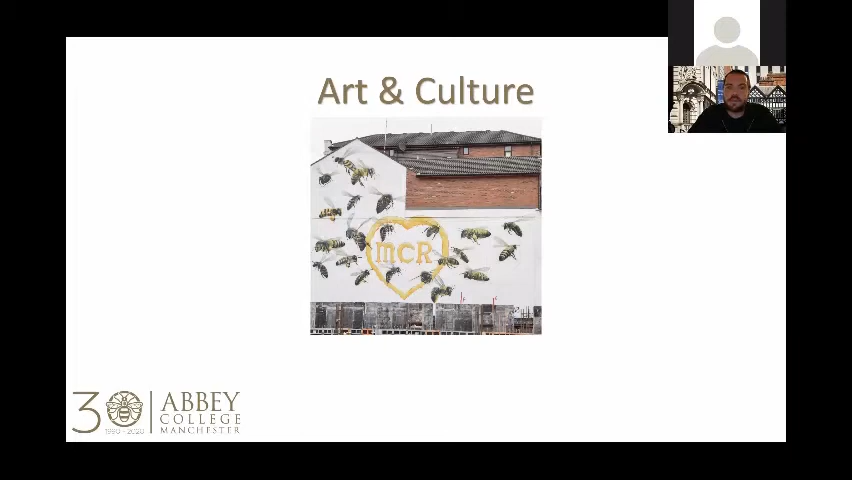 Art & Culture
MCR
30
1990 - 2020
ABBEY
COLLEGE
MANCHESTER